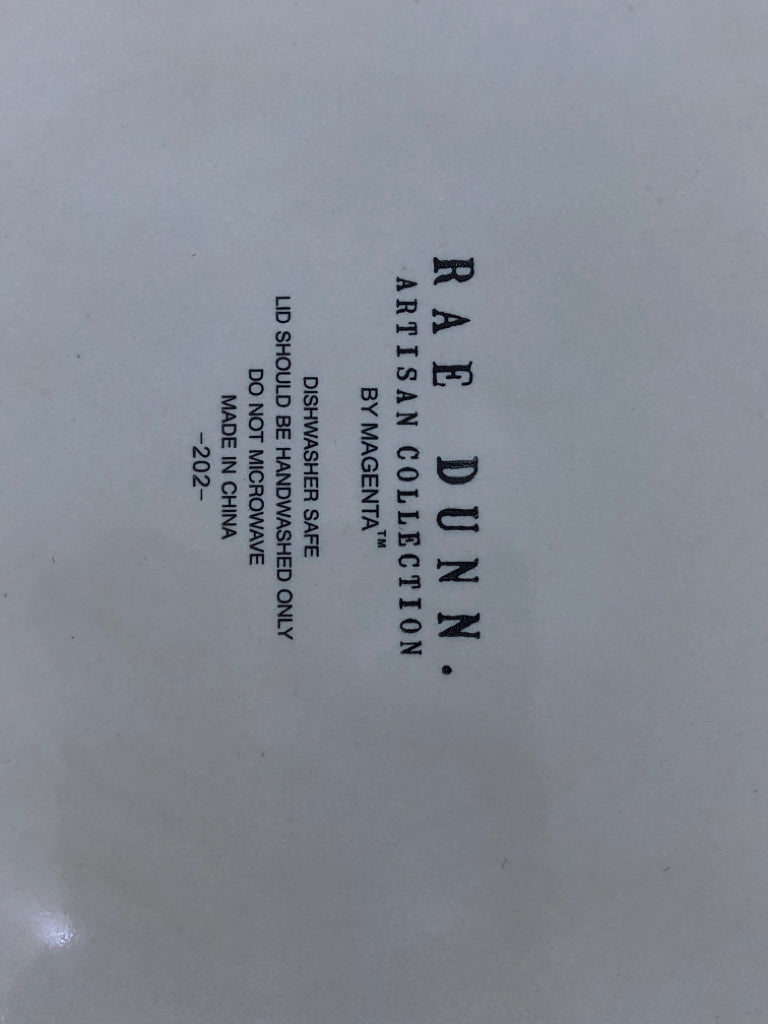 RAE DUNN.
ARTISAN COLLECTION
BY MAGENTA™
DISHWASHER SAFE
LID SHOULD BE HANDWASHED ONLY
DO NOT MICROWAVE
MADE IN CHINA
-202-